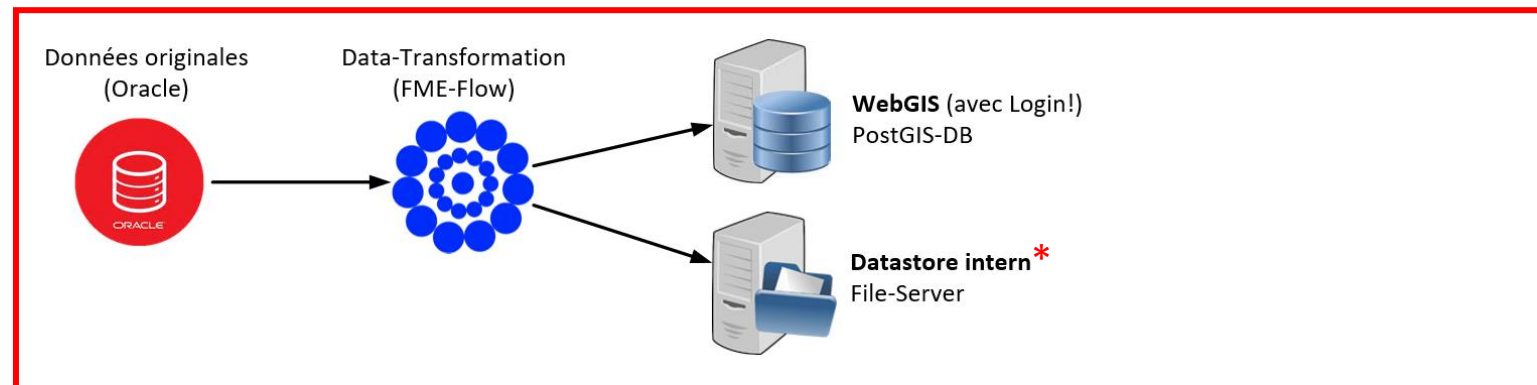 Données originales
(Oracle)
ORACLE
Data-Transformation
(FME-Flow)
WebGIS (avec Login!)
PostGIS-DB
Datastore intern*
File-Server